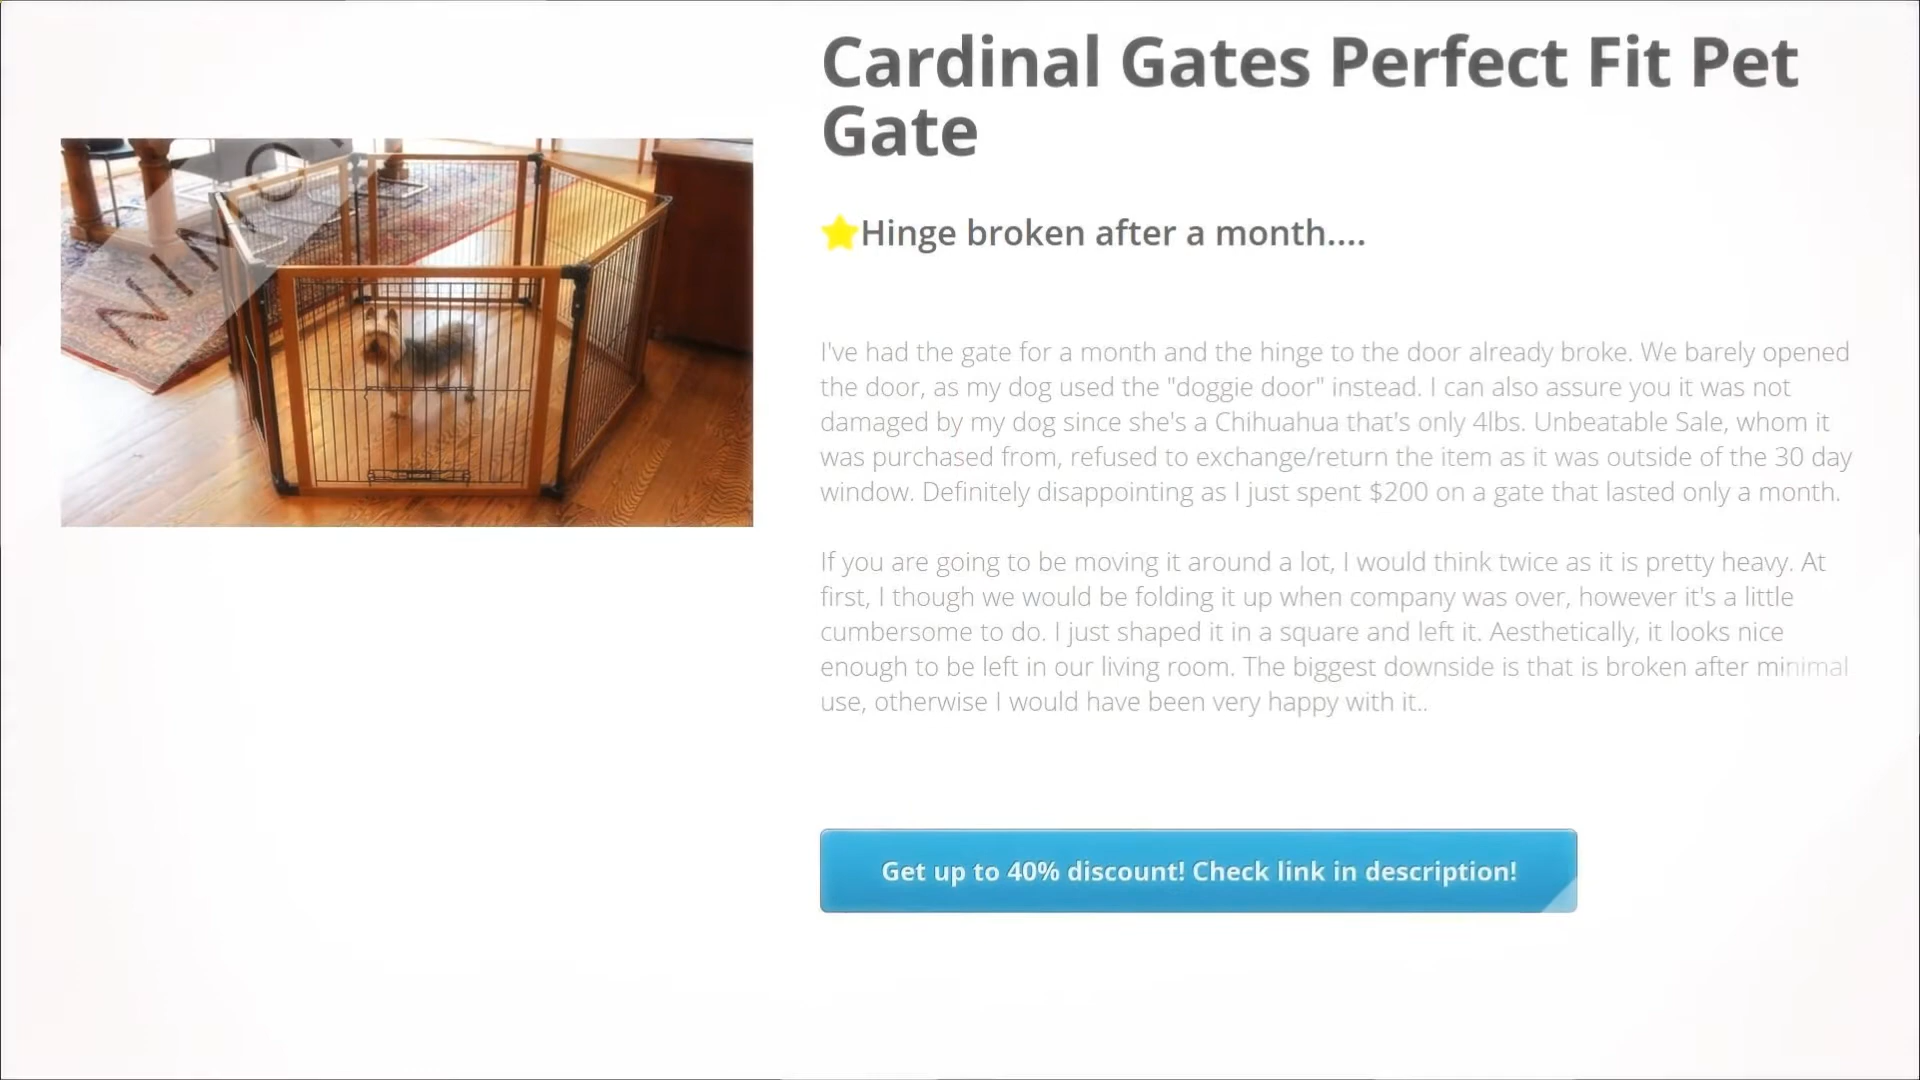 Cardinal Gates Perfect Fit Pet
Gate
Hinge broken after a month....
I've had the gate for a month and the hinge to the door already broke. We barely opened
the door, as my dog used the "doggie door" instead. I can also assure you it was not
damaged by my dog since she's a Chihuahua that's only 4lbs. Unbeatable Sale, whom it
was purchased from, refused to exchange/return the item as it was outside of the 30 day
window. Definitely disappointing as I just spent $200 on a gate that lasted only a month.
If you are going to be moving it around a lot, I would think twice as it is pretty heavy. At
first, I though we would be folding it up when company was over, however it's a little
cumbersome to do. I just shaped it in a square and left it. Aesthetically, it looks nice
enough to be left in our living room. The biggest downside is that is broken after minimal
use, otherwise I would have been very happy with it..
Get up to 40% discount! Check link in description!